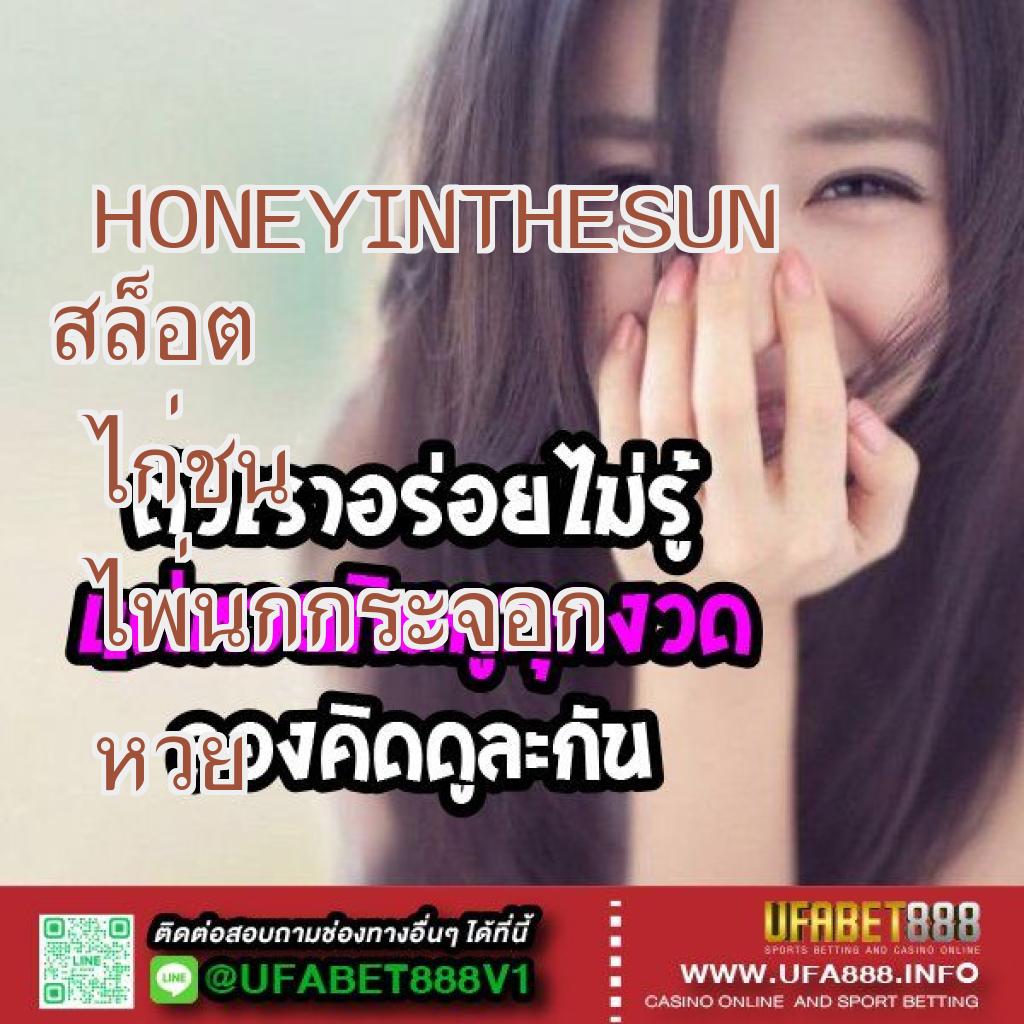 HONEYINTHESUN
สล็อต
ไก่ชน
เราอร่อยไม่รู้
ไพ่นกกระจอก
งวด
หวย
ลองคิดดูละกัน
ติดต่อสอบถามช่องทางอื่นๆ ได้ที่นี้
LINE
LINE
@UFABET888V1
UFABET888
SPORTS BETTING AND CASINO ONLINE
WWW.UFA888.INFO
CASINO ONLINE AND SPORT BETTING